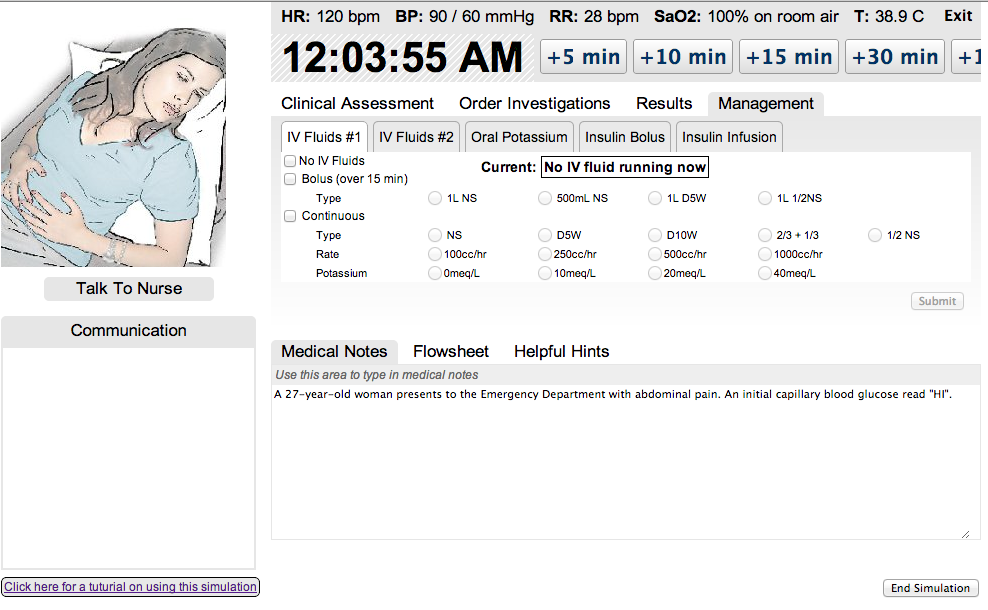 HR: 120 bpm BP: 90 / 60 mmHg RR: 28 bpm SaO2: 100% on room air T: 38.9 C Exit
12:03:55 AM +5 min +10 min +15 min +30 min +1
Clinical Assessment Order Investigations Results Management
IV Fluids #1 IV Fluids #2 Oral Potassium Insulin Bolus Insulin Infusion
No IV Fluids
Current: No IV fluid running now
Bolus (over 15 min)
Type 1L NS 500mL NS 1L D5W 1L 1/2NS
Continuous
Type NS D5W D10W 2/3 + 1/3 1/2 NS
Rate 100cc/hr 250cc/hr 500cc/hr 1000cc/hr
Potassium 0meq/L 10meq/L 20meq/L 40meq/L
Submit
Talk To Nurse
Communication
Medical Notes Flowsheet Helpful Hints
Use this area to type in medical notes
A 27-year-old woman presents to the Emergency Department with abdominal pain. An initial capillary blood glucose read "HI".
Click here for a tuturial on using this simulation
End Simulation